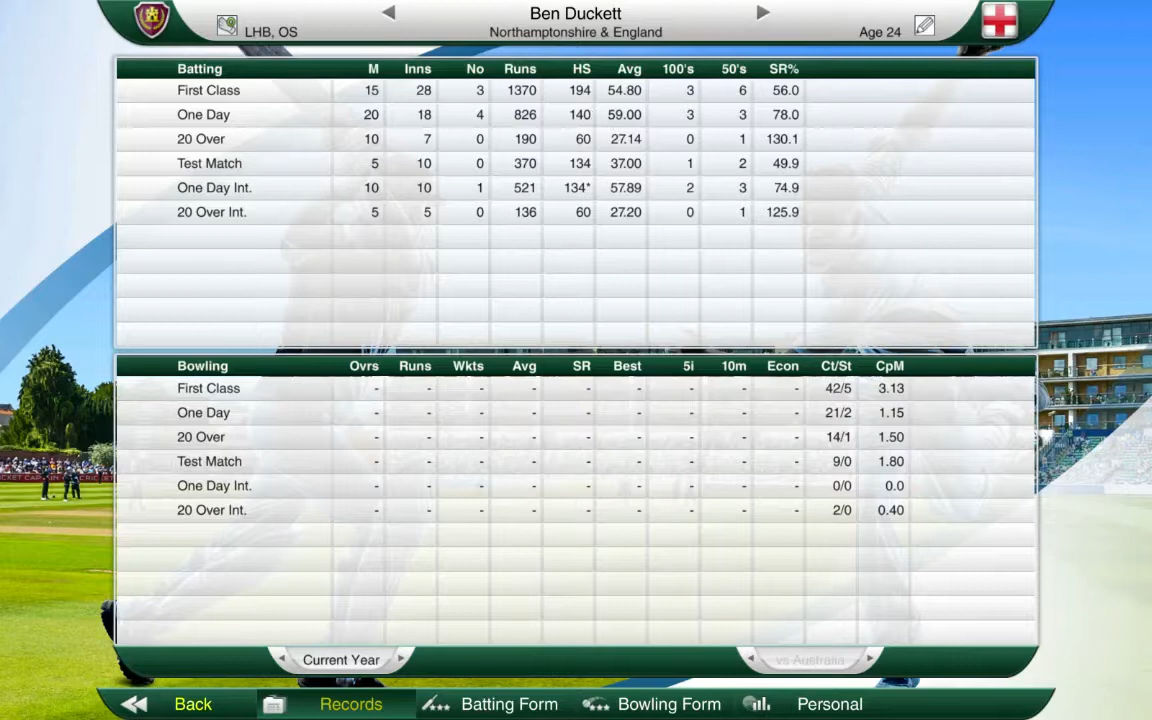 Ben Duckett
LHB, OS Northamptonshire & England Age 24
Batting M Inns No Runs HS Avg 100's 50's SR%
First Class 15 28 3 1370 194 54.80 3 6 56.0
One Day 20 18 4 826 140 59.00 3 3 78.0
20 Over 10 7 0 190 60 27.14 0 1 130.1
Test Match 5 10 0 370 134 37.00 1 2 49.9
One Day Int. 10 10 1 521 134* 57.89 2 3 74.9
20 Over Int. 5 5 0 136 60 27.20 0 1 125.9
Bowling Ovrs Runs Wkts Avg SR Best 5i 10m Econ Ct/St CpM
First Class - - - - - - - - - 42/5 3.13
One Day - - - - - - - - - 21/2 1.15
20 Over - - - - - - - - - 14/1 1.50
Test Match - - - - - - - - - 9/0 1.80
One Day Int. - - - - - - - - - 0/0 0.0
20 Over Int. - - - - - - - - - 2/0 0.40
Current Year vs Australia
Back Records Batting Form Bowling Form Personal